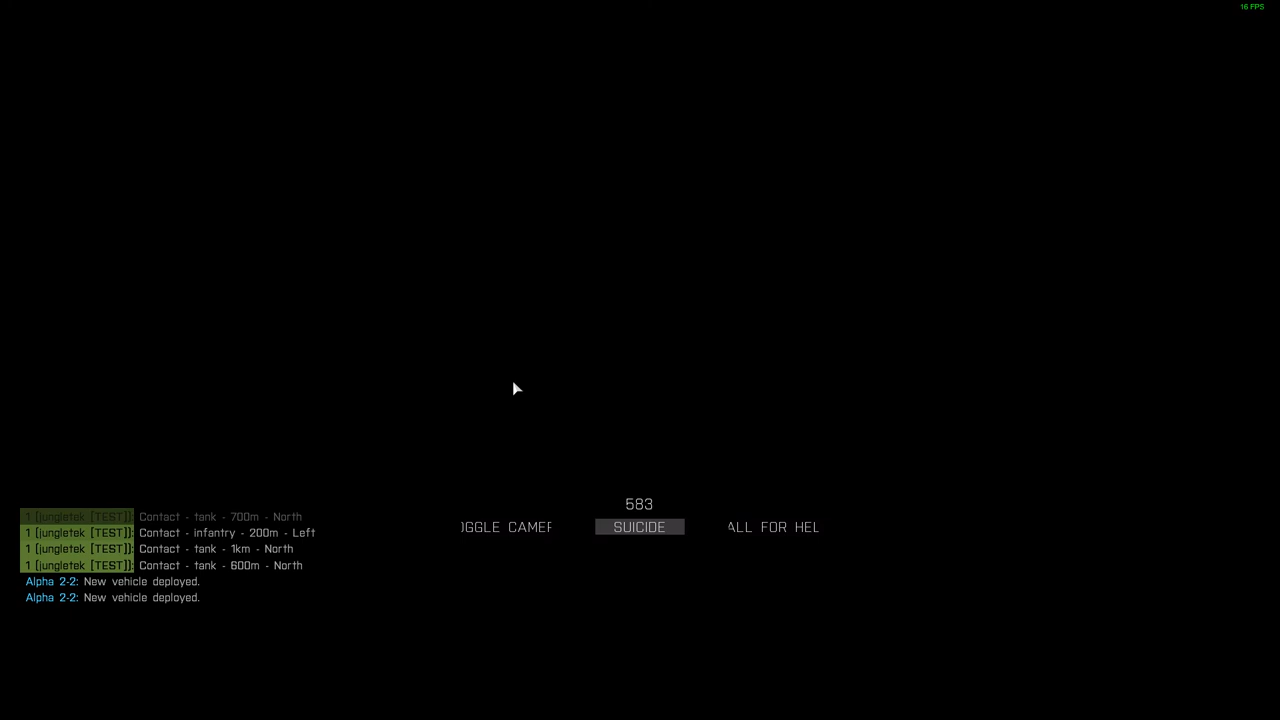 16 FPS
583
OGGLE CAMER SUICIDE ALL FOR HEL
1 (jungletek [TEST]): Contact - tank - 700m - North
1 (jungletek [TEST]): Contact - infantry - 200m - Left
1 (jungletek [TEST]): Contact - tank - 1km - North
1 (jungletek [TEST]): Contact - tank - 600m - North
Alpha 2-2: New vehicle deployed.
Alpha 2-2: New vehicle deployed.